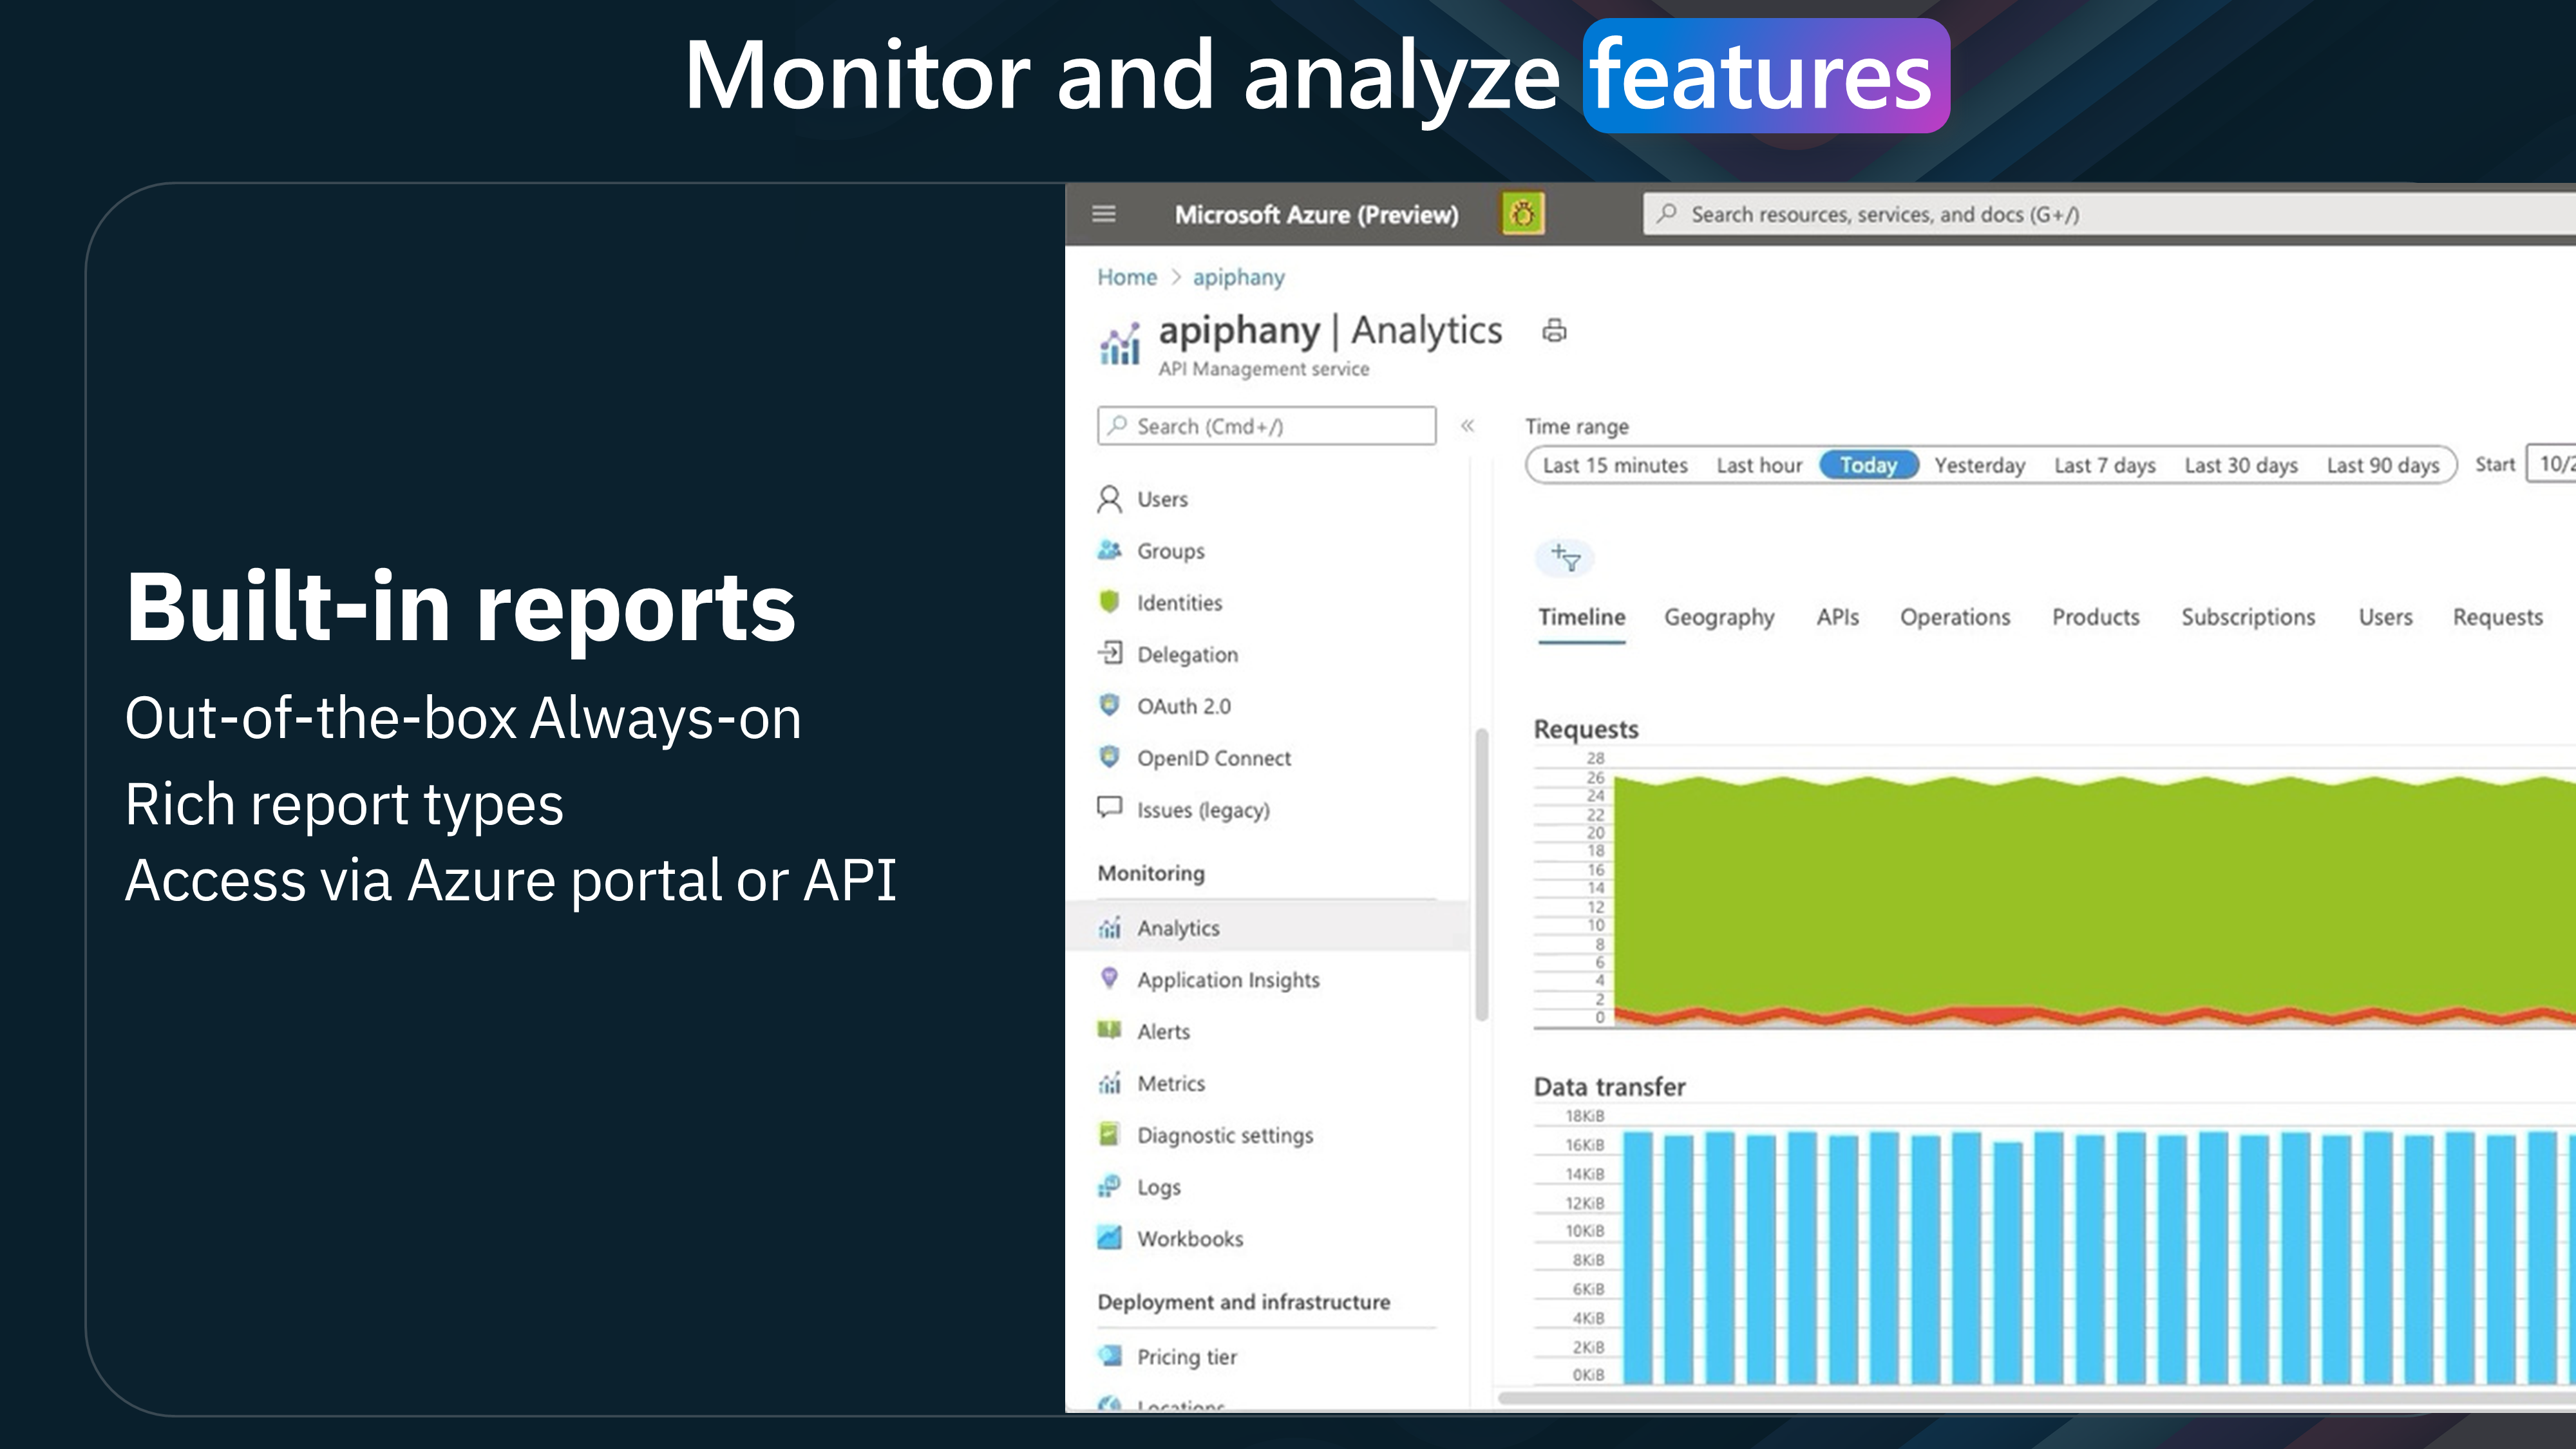 Monitor and analyze features
Built-in reports
Out-of-the-box Always-on
Rich report types
Access via Azure portal or API
Microsoft Azure (Preview)
Search resources, services, and docs (G+/)
Home > apiphany
apiphany | Analytics
API Management service
Search (Cmd+/)
«
Users
Groups
Identities
Delegation
OAuth 2.0
OpenID Connect
Issues (legacy)
Monitoring
Analytics
Application Insights
Alerts
Metrics
Diagnostic settings
Logs
Workbooks
Deployment and infrastructure
Pricing tier
Locations
Time range
Last 15 minutes Last hour Today Yesterday Last 7 days Last 30 days Last 90 days Start 10/2
Timeline Geography APIs Operations Products Subscriptions Users Requests
Requests
28
26
24
22
20
18
16
14
12
10
8
6
4
2
0
Data transfer
18KiB
16KiB
14KiB
12KiB
10KiB
8KiB
6KiB
4KiB
2KiB
0KiB